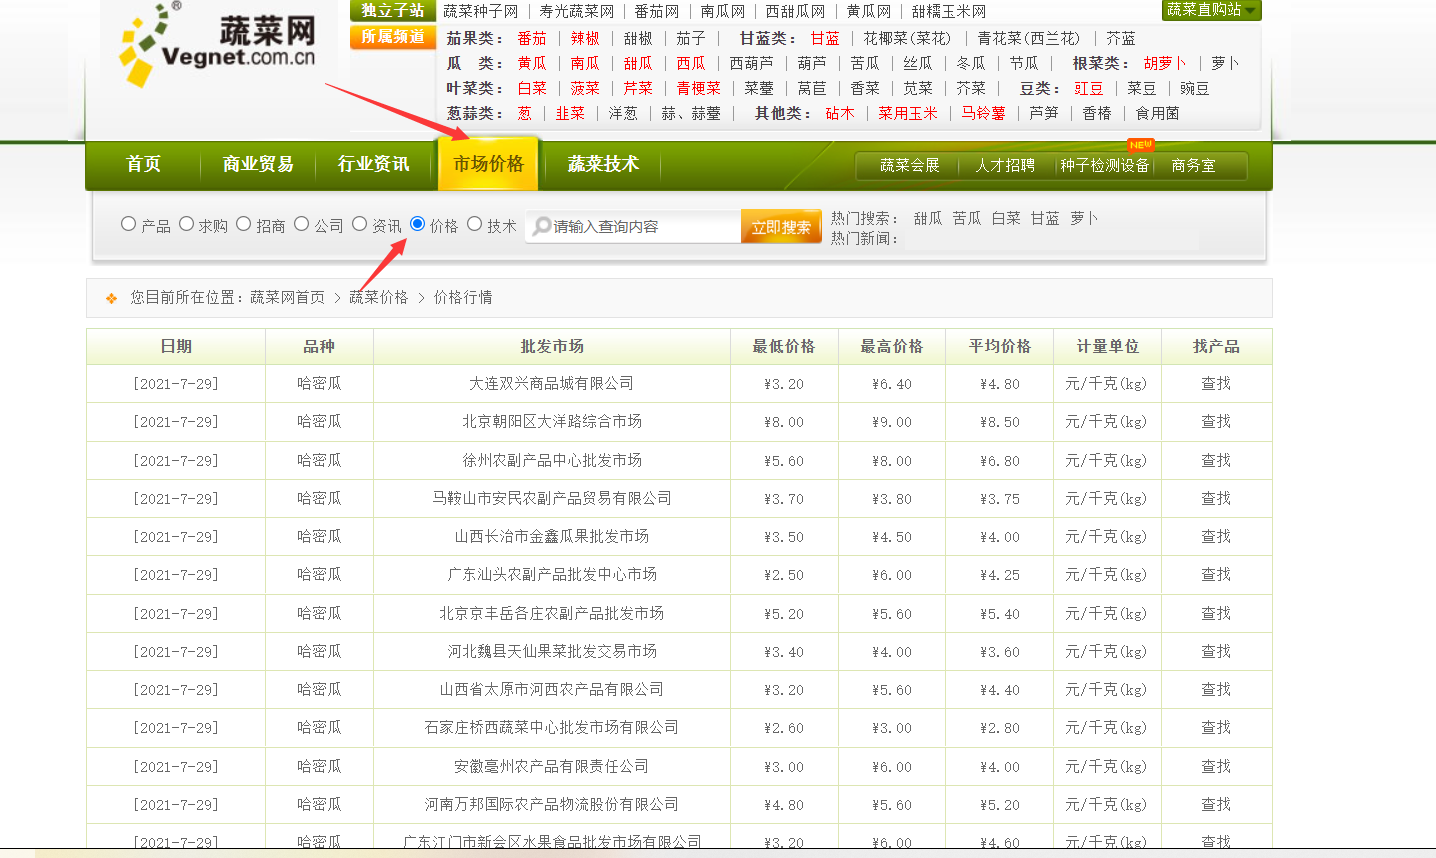 蔬菜网
Vegnet.com.cn
®
独立子站 蔬菜种子网 | 寿光蔬菜网 | 番茄网 | 南瓜网 | 西甜瓜网 | 黄瓜网 | 甜糯玉米网
蔬菜直购站
所属频道
茄果类: 番茄 | 辣椒 | 甜椒 | 茄子 | 甘蓝类: 甘蓝 | 花椰菜(菜花) | 青花菜(西兰花) | 芥蓝
瓜 类: 黄瓜 | 南瓜 | 甜瓜 | 西瓜 | 西葫芦 | 葫芦 | 苦瓜 | 丝瓜 | 冬瓜 | 节瓜 | 根菜类: 胡萝卜 | 萝卜
叶菜类: 白菜 | 菠菜 | 芹菜 | 青梗菜 | 菜薹 | 莴苣 | 香菜 | 苋菜 | 芥菜 | 豆类: 豇豆 | 菜豆 | 豌豆
葱蒜类: 葱 | 韭菜 | 洋葱 | 蒜、蒜薹 | 其他类: 砧木 | 菜用玉米 | 马铃薯 | 芦笋 | 香椿 | 食用菌
首页 商业贸易 行业资讯 市场价格 蔬菜技术
NEW
蔬菜会展 人才招聘 种子检测设备 商务室
产品 求购 招商 公司 资讯 价格 技术 请输入查询内容 立即搜索
热门搜索: 甜瓜 苦瓜 白菜 甘蓝 萝卜
热门新闻:
您目前所在位置: 蔬菜网首页 > 蔬菜价格 > 价格行情
日期 品种 批发市场 最低价格 最高价格 平均价格 计量单位 找产品
[2021-7-29] 哈密瓜 大连双兴商品城有限公司 ¥3.20 ¥6.40 ¥4.80 元/千克(kg) 查找
[2021-7-29] 哈密瓜 北京朝阳区大洋路综合市场 ¥8.00 ¥9.00 ¥8.50 元/千克(kg) 查找
[2021-7-29] 哈密瓜 徐州农副产品中心批发市场 ¥5.60 ¥8.00 ¥6.80 元/千克(kg) 查找
[2021-7-29] 哈密瓜 马鞍山市安民农副产品贸易有限公司 ¥3.70 ¥3.80 ¥3.75 元/千克(kg) 查找
[2021-7-29] 哈密瓜 山西长治市金鑫瓜果批发市场 ¥3.50 ¥4.50 ¥4.00 元/千克(kg) 查找
[2021-7-29] 哈密瓜 广东汕头农副产品批发中心市场 ¥2.50 ¥6.00 ¥4.25 元/千克(kg) 查找
[2021-7-29] 哈密瓜 北京京丰岳各庄农副产品批发市场 ¥5.20 ¥5.60 ¥5.40 元/千克(kg) 查找
[2021-7-29] 哈密瓜 河北魏县天仙果菜批发交易市场 ¥3.40 ¥4.00 ¥3.60 元/千克(kg) 查找
[2021-7-29] 哈密瓜 山西省太原市河西农产品有限公司 ¥3.20 ¥5.60 ¥4.40 元/千克(kg) 查找
[2021-7-29] 哈密瓜 石家庄桥西蔬菜中心批发市场有限公司 ¥2.60 ¥3.00 ¥2.80 元/千克(kg) 查找
[2021-7-29] 哈密瓜 安徽亳州农产品有限责任公司 ¥3.00 ¥6.00 ¥4.00 元/千克(kg) 查找
[2021-7-29] 哈密瓜 河南万邦国际农产品物流股份有限公司 ¥4.80 ¥5.60 ¥5.20 元/千克(kg) 查找
[2021-7-29] 哈密瓜 广东江门市新会区水果食品批发市场有限公司 ¥3.20 ¥6.00 ¥4.60 元/千克(kg) 查找